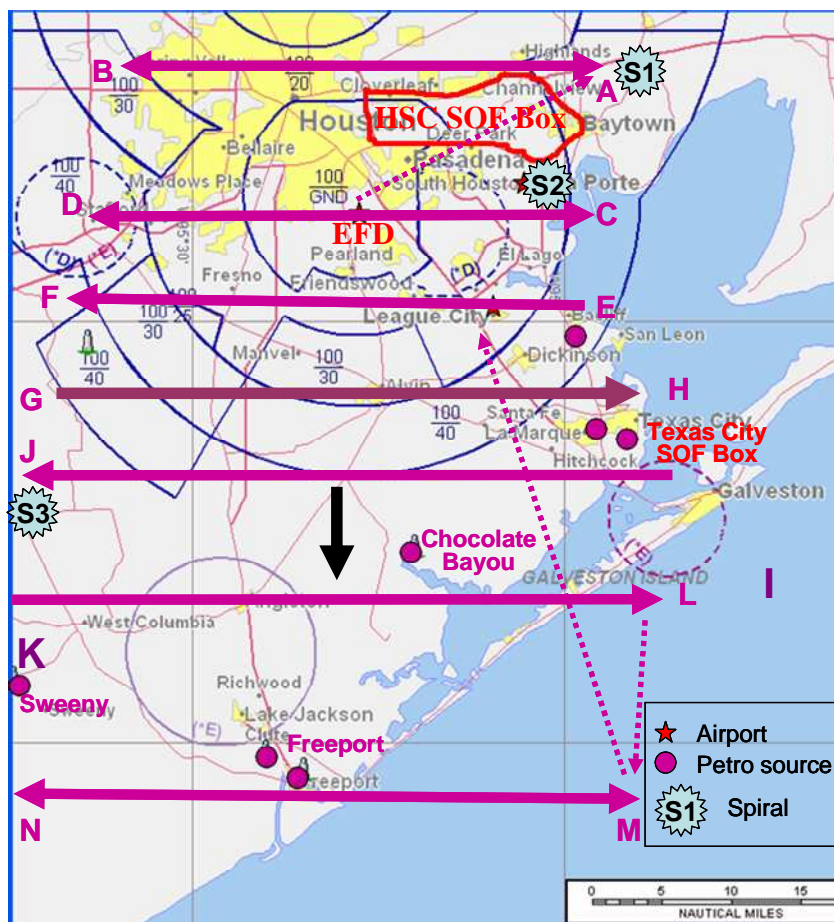 Highlands
B
S1
100
30
100
20
Cloverleaf
A
HSC SOF Box
Houston
Deer Park
Baytown
Bellaire
Pasadena
100
40
100
GND
Meadows Place
South Houston
S2
Porte
D
C
EFD
(*D)
(*E)
W 95°30'
Pearland
El Lago
Fresno
Friendswood
(*D)
F
E
100
30
25
League City
San Leon
Manvel
100
30
Dickinson
100
40
Alvin
G
H
100
40
Santa Fe
Texas City
La Marque
Texas City
SOF Box
J
Hitchcock
Galveston
S3
Chocolate
Bayou
(*E)
GALVESTON ISLAND
I
L
West Columbia
K
Richwood
Sweeny
Sweeny
Lake Jackson
(*E)
Clute
Freeport
Freeport
Airport
Petro source
S1
Spiral
N
M
0 5 10 15
NAUTICAL MILES